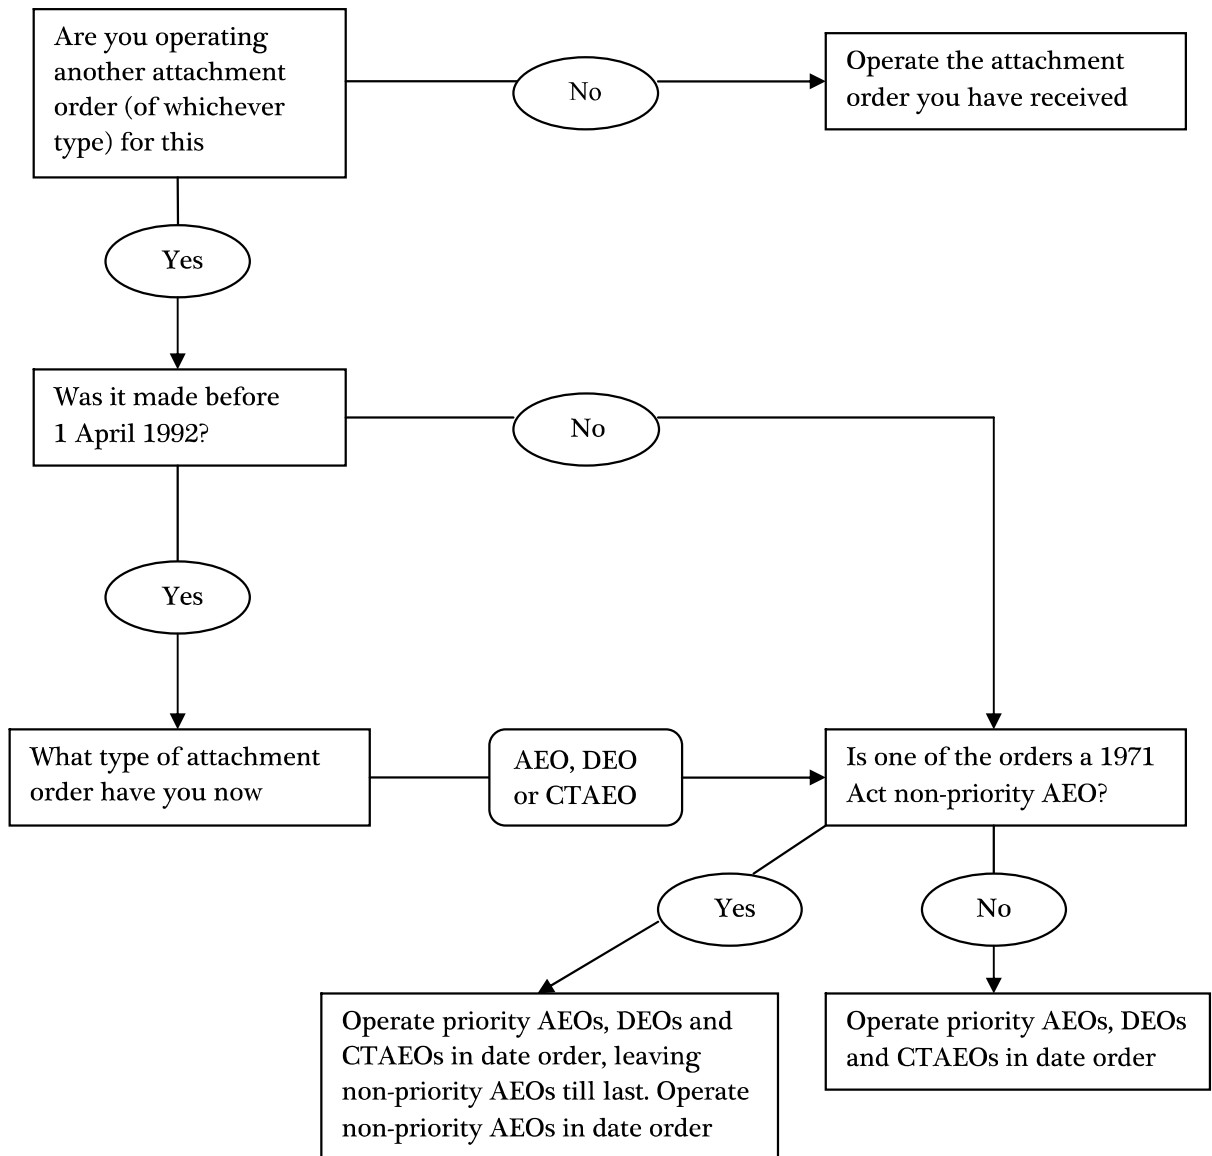 Are you operating
another attachment
order (of whichever
type) for this
No
Operate the attachment
order you have received
Yes
Was it made before
1 April 1992?
No
Yes
What type of attachment
order have you now
AEO, DEO
or CTAEO
Is one of the orders a 1971
Act non-priority AEO?
Yes
No
Operate priority AEOs, DEOs and
CTAEOs in date order, leaving
non-priority AEOs till last. Operate
non-priority AEOs in date order
Operate priority AEOs, DEOs
and CTAEOs in date order